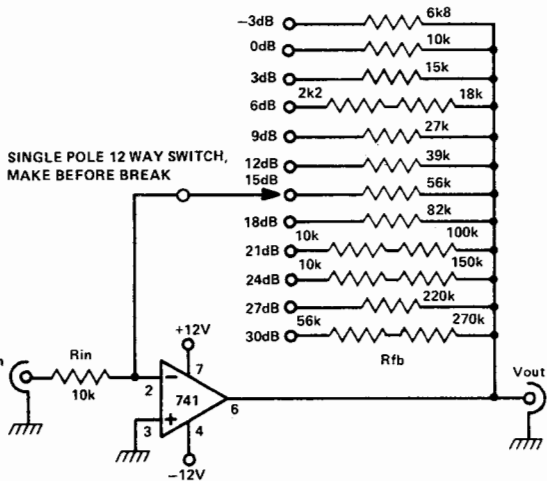 −3dB 6k8
0dB 10k
3dB 15k
6dB 2k2 18k
9dB 27k
12dB 39k
SINGLE POLE 12 WAY SWITCH,
MAKE BEFORE BREAK
15dB 56k
18dB 82k
21dB 10k 100k
24dB 10k 150k
27dB 220k
30dB 56k 270k
Rfb
+12V
Rin
10k
2 − 7
741 6
3 + 4
−12V
Vout